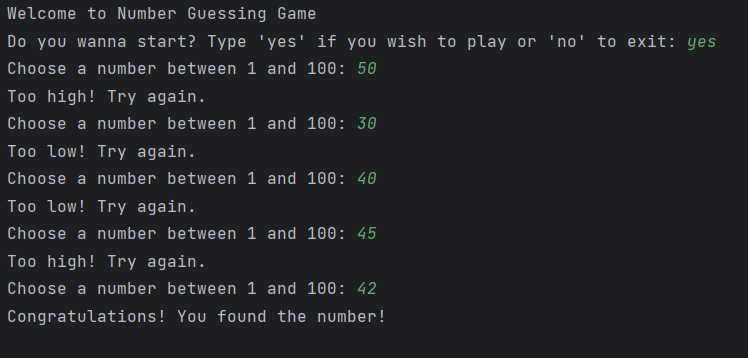 Welcome to Number Guessing Game
Do you wanna start? Type 'yes' if you wish to play or 'no' to exit: yes
Choose a number between 1 and 100: 50
Too high! Try again.
Choose a number between 1 and 100: 30
Too low! Try again.
Choose a number between 1 and 100: 40
Too low! Try again.
Choose a number between 1 and 100: 45
Too high! Try again.
Choose a number between 1 and 100: 42
Congratulations! You found the number!